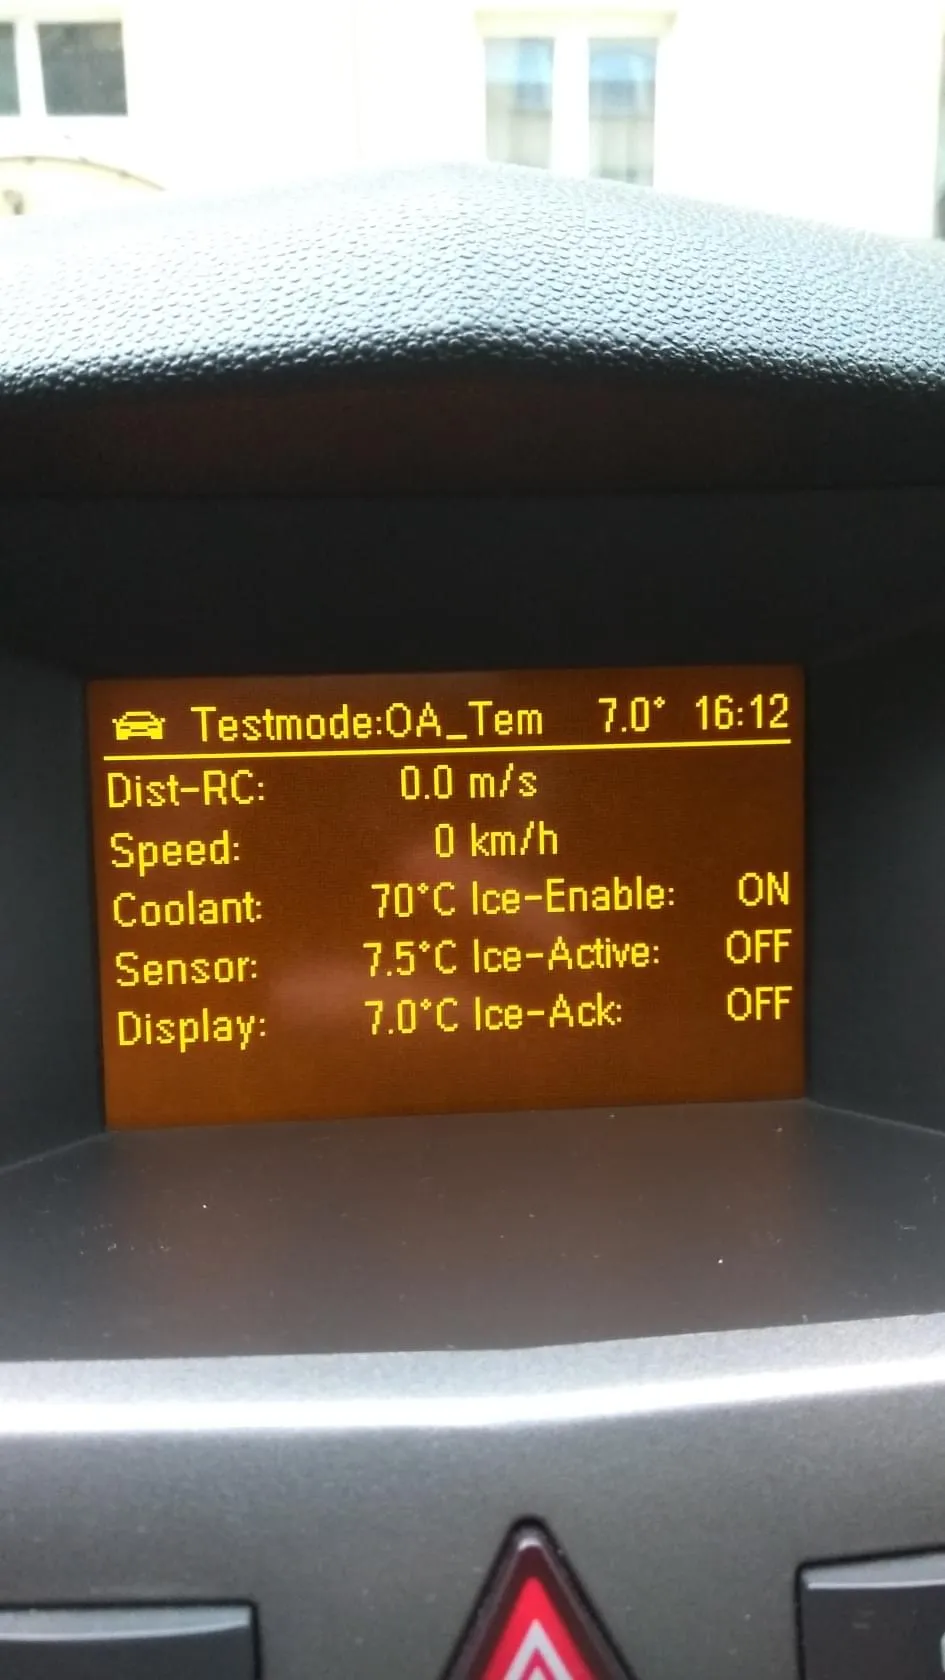 Testmode:OA_Tem 7.0° 16:12
Dist-RC: 0.0 m/s
Speed: 0 km/h
Coolant: 70°C Ice-Enable: ON
Sensor: 7.5°C Ice-Active: OFF
Display: 7.0°C Ice-Ack: OFF